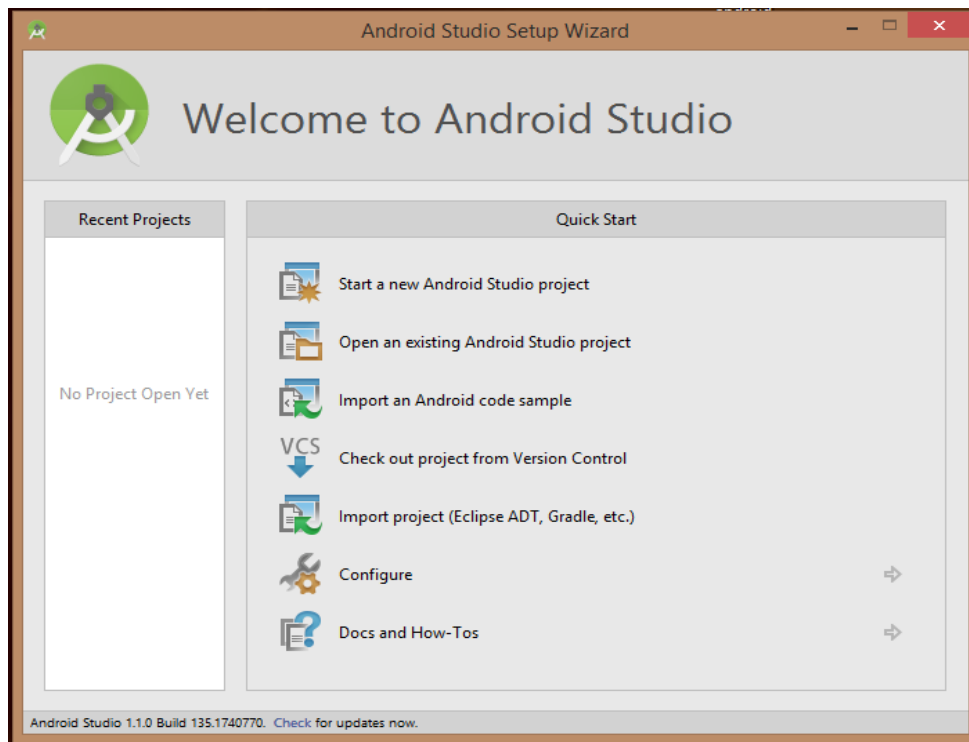 Android Studio Setup Wizard
Welcome to Android Studio
Recent Projects
No Project Open Yet
Quick Start
Start a new Android Studio project
Open an existing Android Studio project
Import an Android code sample
VCS
Check out project from Version Control
Import project (Eclipse ADT, Gradle, etc.)
Configure
Docs and How-Tos
Android Studio 1.1.0 Build 135.1740770. Check for updates now.